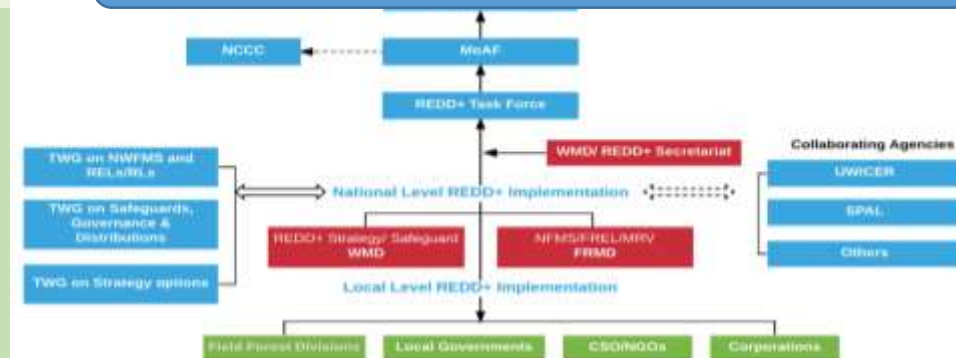 NCCC
MoAF
REDD+ Task Force
WMD/ REDD+ Secretariat
Collaborating Agencies
TWG on NWFMS and
RELs/RLs
UWICER
National Level REDD+ Implementation
TWG on Safeguards,
Governance &
Distributions
SPAL
REDD+ Strategy/ Safeguard
WMD
NFMS/FREL/MRV
FRMD
Others
TWG on Strategy options
Local Level REDD+ Implementation
Field Forest Divisions
Local Governments
CSO/NGOs
Corporations